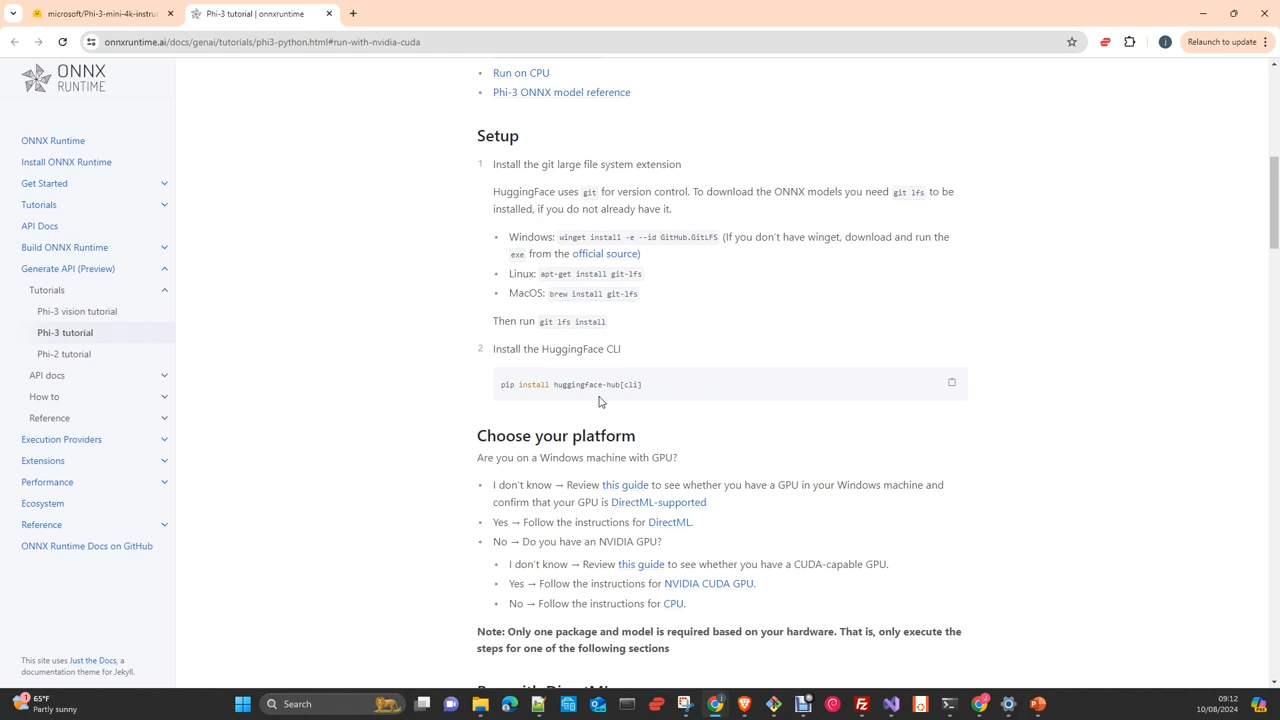 microsoft/Phi-3-mini-4k-instruc
Phi-3 tutorial | onnxruntime
onnxruntime.ai/docs/genai/tutorials/phi3-python.html#run-with-nvidia-cuda
Relaunch to update
ONNX
RUNTIME
ONNX Runtime
Install ONNX Runtime
Get Started
Tutorials
API Docs
Build ONNX Runtime
Generate API (Preview)
Tutorials
Phi-3 vision tutorial
Phi-3 tutorial
Phi-2 tutorial
API docs
How to
Reference
Execution Providers
Extensions
Performance
Ecosystem
Reference
ONNX Runtime Docs on GitHub
This site uses Just the Docs, a
documentation theme for Jekyll.
• Run on CPU
• Phi-3 ONNX model reference
Setup
1 Install the git large file system extension
HuggingFace uses git for version control. To download the ONNX models you need git lfs to be
installed, if you do not already have it.
• Windows: winget install -e --id GitHub.GitLFS (If you don't have winget, download and run the
exe from the official source)
• Linux: apt-get install git-lfs
• MacOS: brew install git-lfs
Then run git lfs install
2 Install the HuggingFace CLI
pip install huggingface-hub[cli]
Choose your platform
Are you on a Windows machine with GPU?
• I don't know → Review this guide to see whether you have a GPU in your Windows machine and
confirm that your GPU is DirectML-supported
• Yes → Follow the instructions for DirectML.
• No → Do you have an NVIDIA GPU?
• I don't know → Review this guide to see whether you have a CUDA-capable GPU.
• Yes → Follow the instructions for NVIDIA CUDA GPU.
• No → Follow the instructions for CPU.
Note: Only one package and model is required based on your hardware. That is, only execute the
steps for one of the following sections
65°F
Partly sunny
Search
09:12
10/08/2024